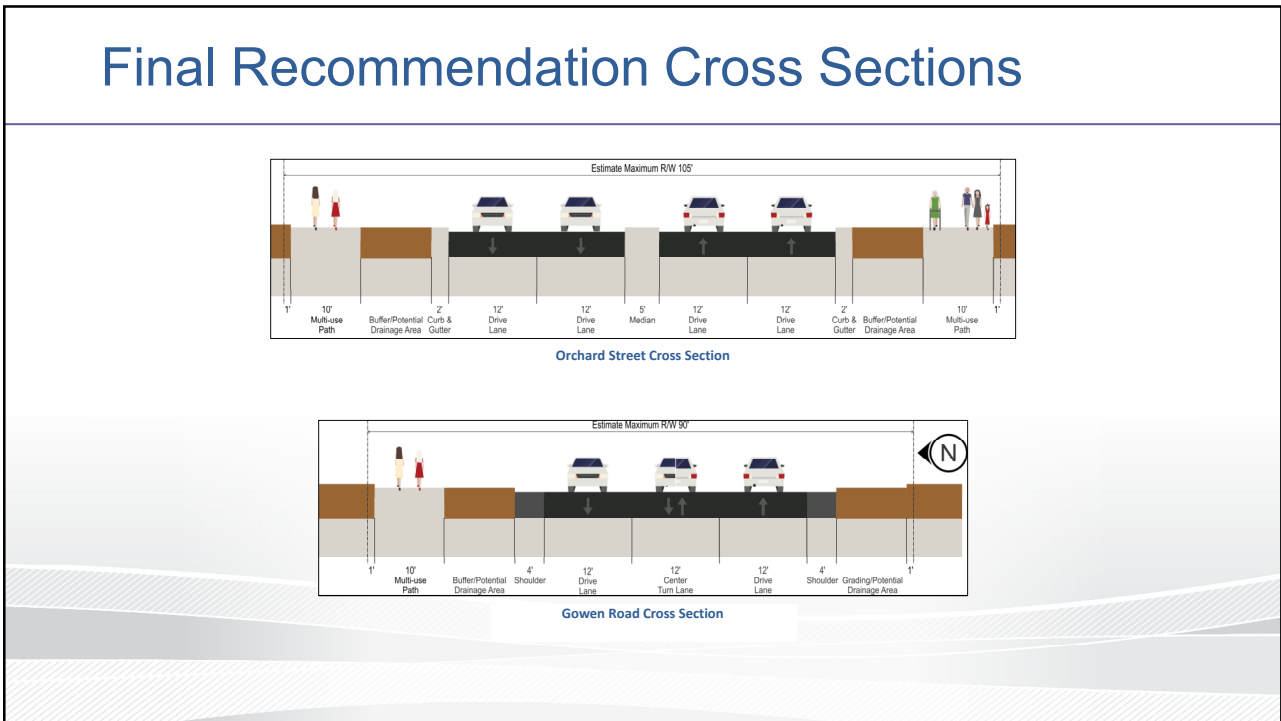 Final Recommendation Cross Sections
Estimate Maximum R/W 105'
1' 10' 2' 12' 12' 5' 12' 12' 2' 10' 1'
Multi-use Buffer/Potential Curb & Drive Drive Median Drive Drive Curb & Buffer/Potential Multi-use
Path Drainage Area Gutter Lane Lane Lane Lane Gutter Drainage Area Path
Orchard Street Cross Section
Estimate Maximum R/W 90'
N
1' 10' 4' 12' 12' 12' 4' 1'
Multi-use Buffer/Potential Shoulder Drive Center Drive Shoulder Grading/Potential
Path Drainage Area Lane Turn Lane Lane Drainage Area
Gowen Road Cross Section